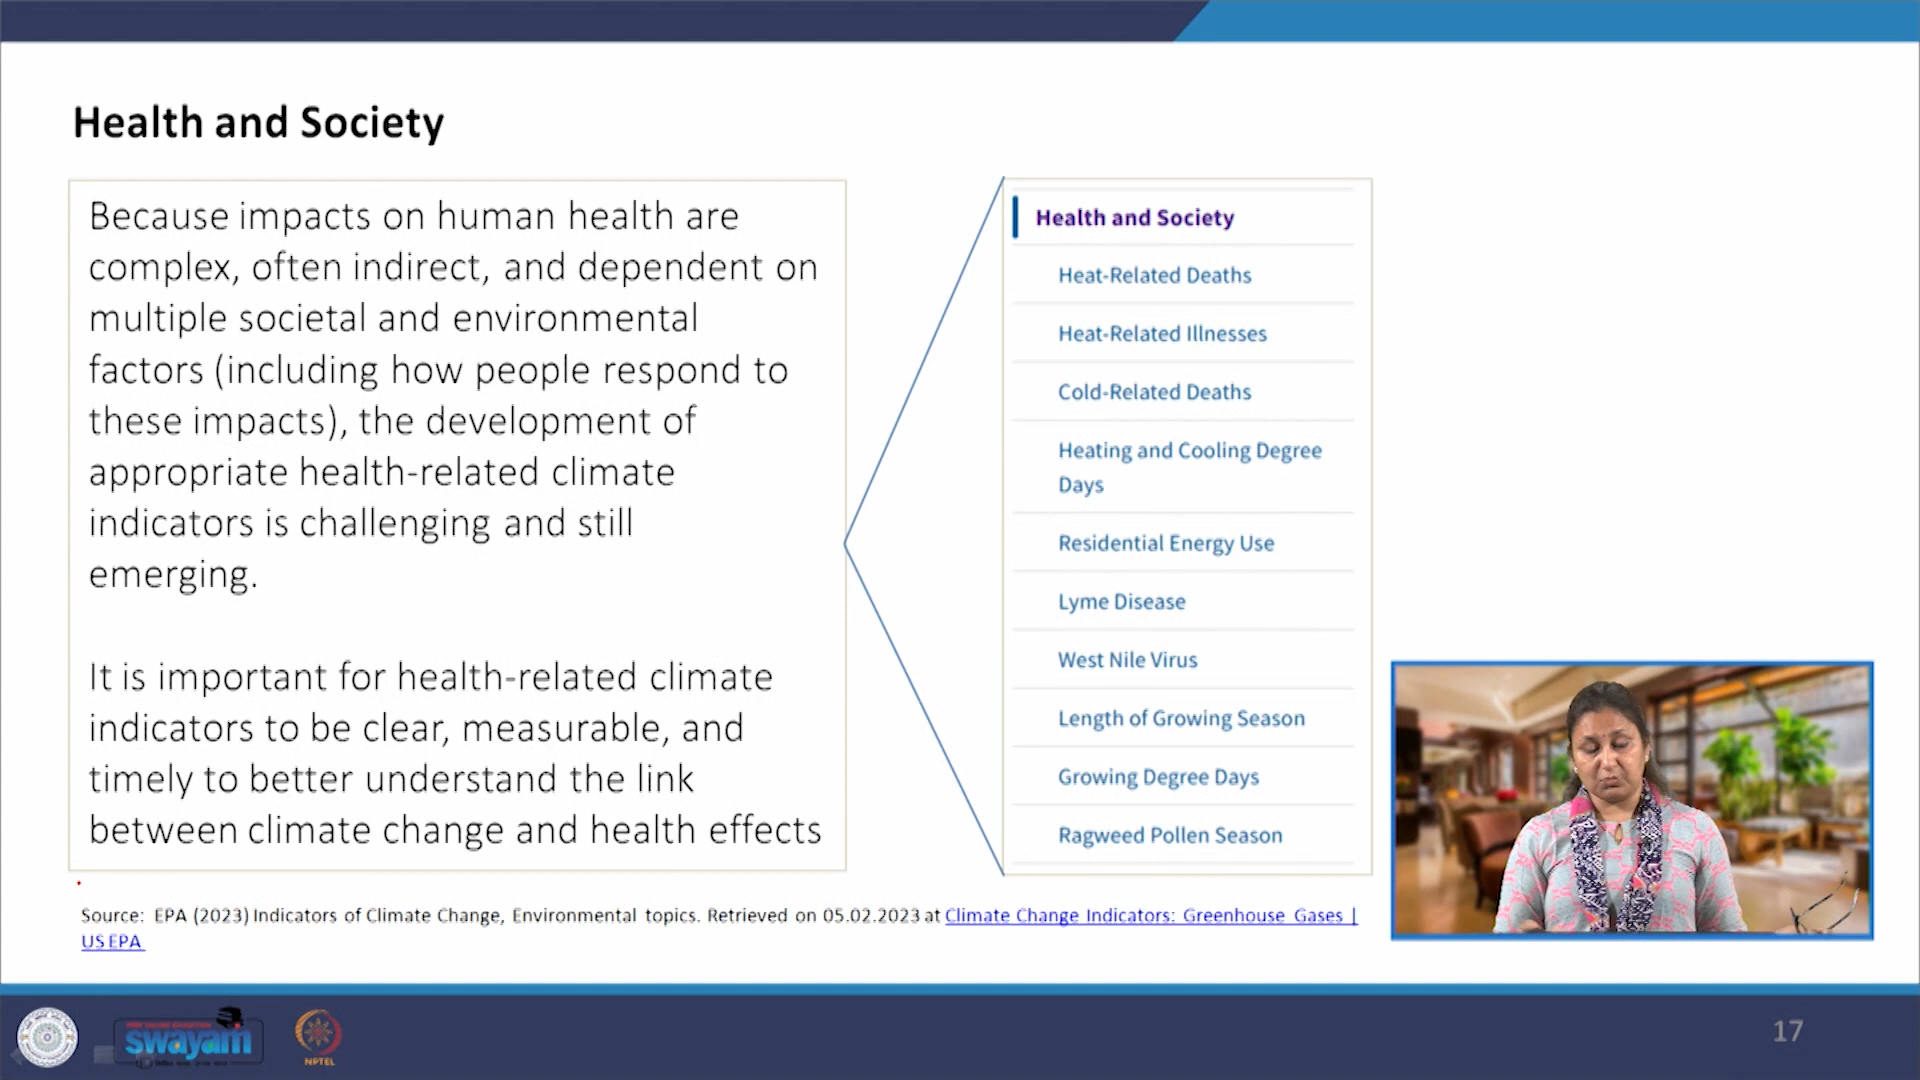 Health and Society
Because impacts on human health are
complex, often indirect, and dependent on
multiple societal and environmental
factors (including how people respond to
these impacts), the development of
appropriate health-related climate
indicators is challenging and still
emerging.
It is important for health-related climate
indicators to be clear, measurable, and
timely to better understand the link
between climate change and health effects
Health and Society
Heat-Related Deaths
Heat-Related Illnesses
Cold-Related Deaths
Heating and Cooling Degree
Days
Residential Energy Use
Lyme Disease
West Nile Virus
Length of Growing Season
Growing Degree Days
Ragweed Pollen Season
Source: EPA (2023) Indicators of Climate Change, Environmental topics. Retrieved on 05.02.2023 at Climate Change Indicators: Greenhouse Gases |
US EPA
swayam
NPTEL
17